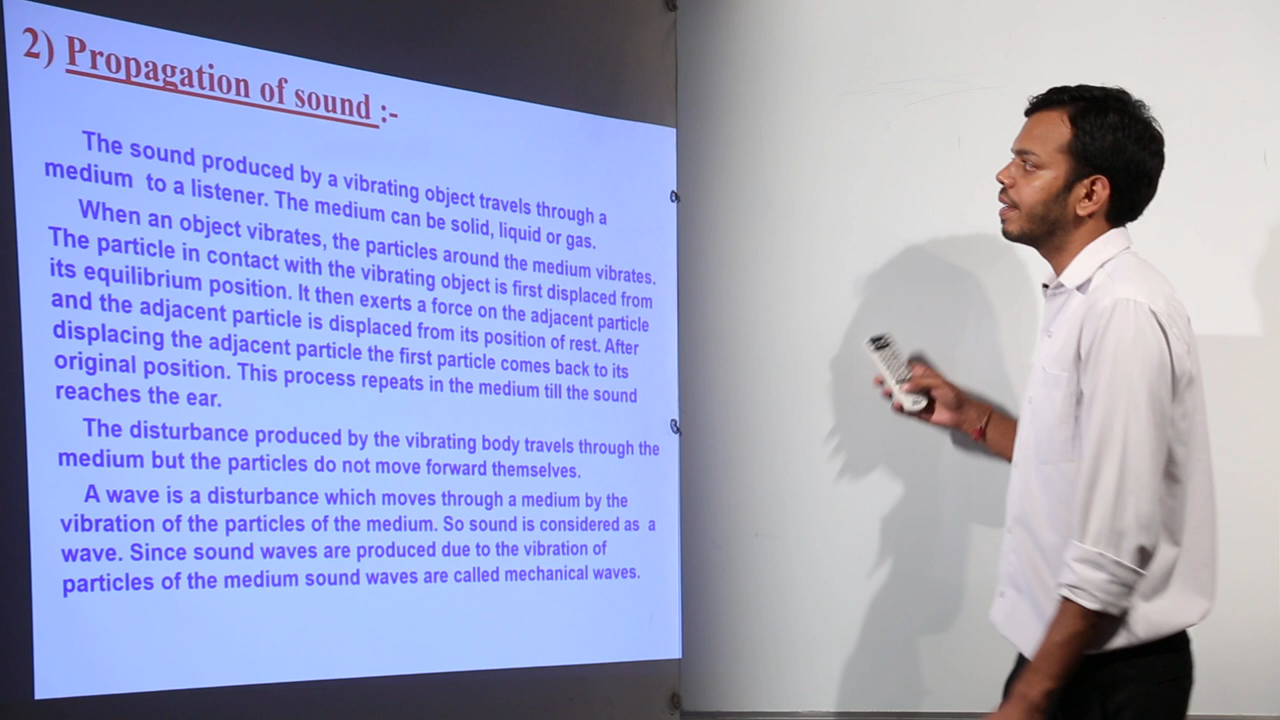 2) Propagation of sound :-
The sound produced by a vibrating object travels through a
medium to a listener. The medium can be solid, liquid or gas.
When an object vibrates, the particles around the medium vibrates.
The particle in contact with the vibrating object is first displaced from
its equilibrium position. It then exerts a force on the adjacent particle
and the adjacent particle is displaced from its position of rest. After
displacing the adjacent particle the first particle comes back to its
original position. This process repeats in the medium till the sound
reaches the ear.
The disturbance produced by the vibrating body travels through the
medium but the particles do not move forward themselves.
A wave is a disturbance which moves through a medium by the
vibration of the particles of the medium. So sound is considered as a
wave. Since sound waves are produced due to the vibration of
particles of the medium sound waves are called mechanical waves.